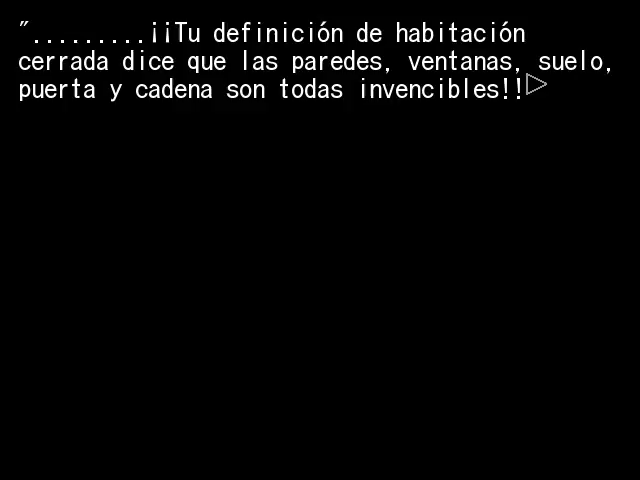 ".........¡¡Tu definición de habitación
cerrada dice que las paredes, ventanas, suelo,
puerta y cadena son todas invencibles!!